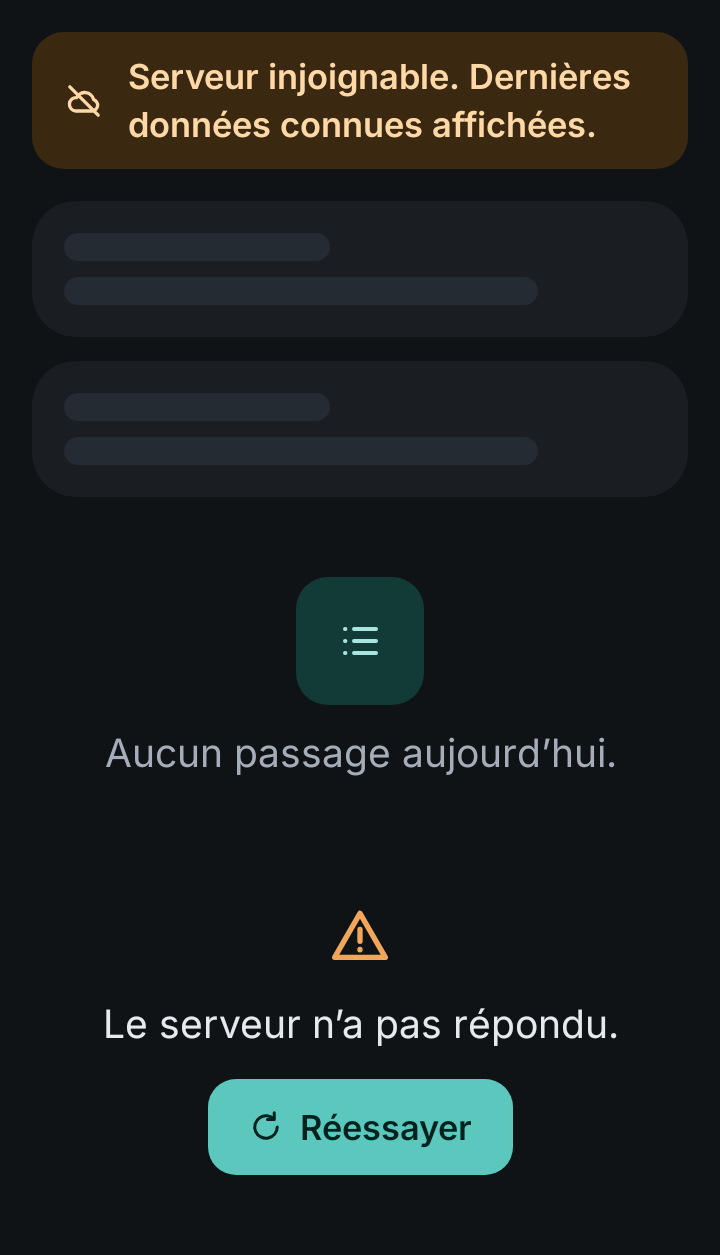 Serveur injoignable. Dernières
données connues affichées.
Aucun passage aujourd’hui.
Le serveur n’a pas répondu.
Réessayer